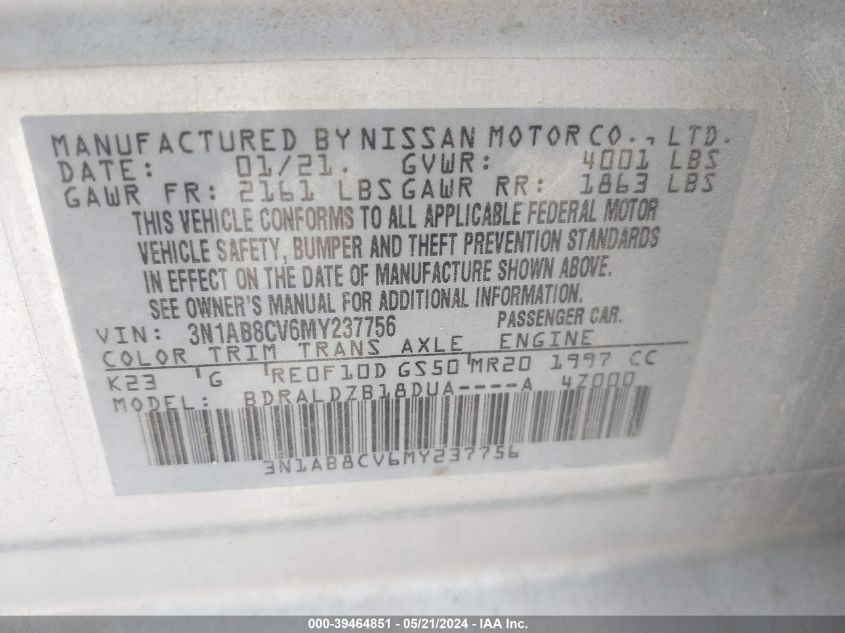 MANUFACTURED BY NISSAN MOTOR CO., LTD.
DATE: 01/21. GVWR: 4001 LBS
GAWR FR: 2161 LBS GAWR RR: 1863 LBS
THIS VEHICLE CONFORMS TO ALL APPLICABLE FEDERAL MOTOR
VEHICLE SAFETY, BUMPER AND THEFT PREVENTION STANDARDS
IN EFFECT ON THE DATE OF MANUFACTURE SHOWN ABOVE.
SEE OWNER'S MANUAL FOR ADDITIONAL INFORMATION.
VIN: 3N1AB8CV6MY237756 PASSENGER CAR.
COLOR TRIM TRANS AXLE ENGINE
K23 G RE0F10D GS50 MR20 1997 CC
MODEL: BDRALDZB18DUA----A 4Z000
3N1AB8CV6MY237756
000-39464851 / 05/21/2024 - IAA Inc.